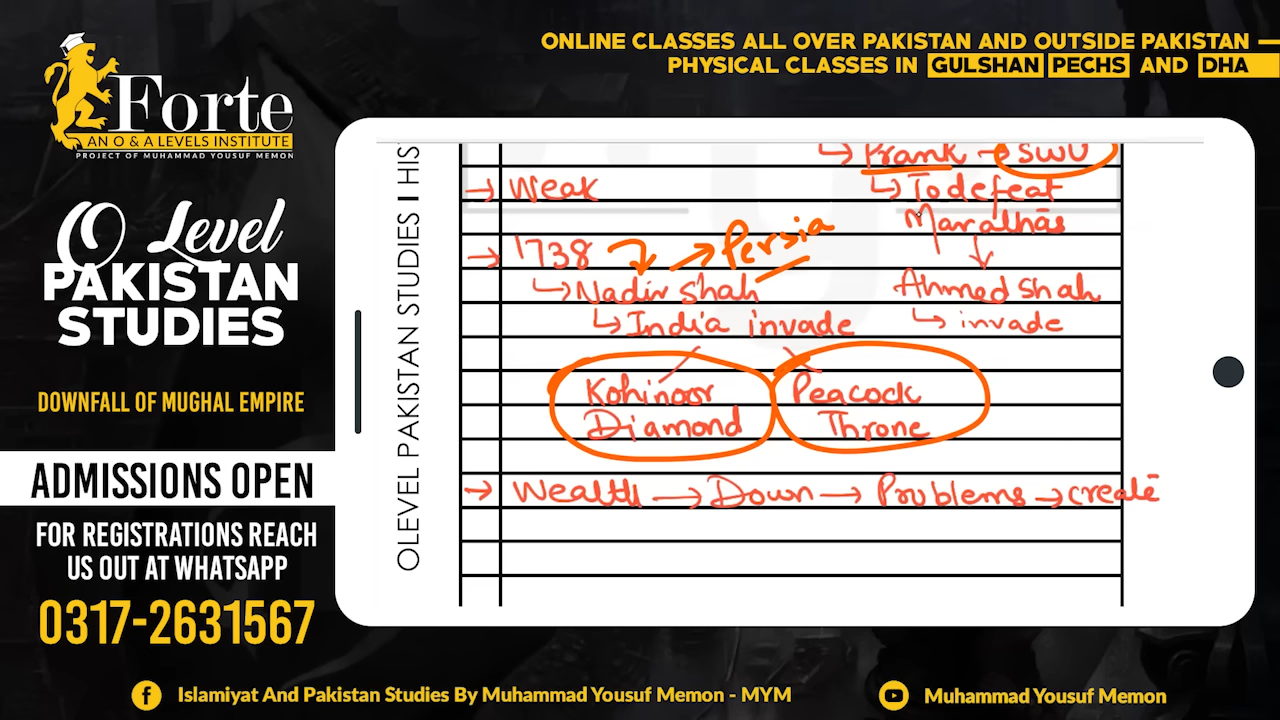 ONLINE CLASSES ALL OVER PAKISTAN AND OUTSIDE PAKISTAN
PHYSICAL CLASSES IN GULSHAN PECHS AND DHA
Forte
AN O & A LEVELS INSTITUTE
PROJECT OF MUHAMMAD YOUSUF MEMON
O Level
PAKISTAN
STUDIES
DOWNFALL OF MUGHAL EMPIRE
ADMISSIONS OPEN
FOR REGISTRATIONS REACH
US OUT AT WHATSAPP
0317-2631567
OLEVEL PAKISTAN STUDIES I HIS
↳ Prank → SWU
→ Weak
↳ To defeat
Marathas
→ 1738 → Persia
↳ Nadir Shah
Ahmed Shah
↳ India invade
↳ invade
Kohinoor
Diamond
Peacock
Throne
→ Wealth → Down → Problems → create
Islamiyat And Pakistan Studies By Muhammad Yousuf Memon - MYM
Muhammad Yousuf Memon